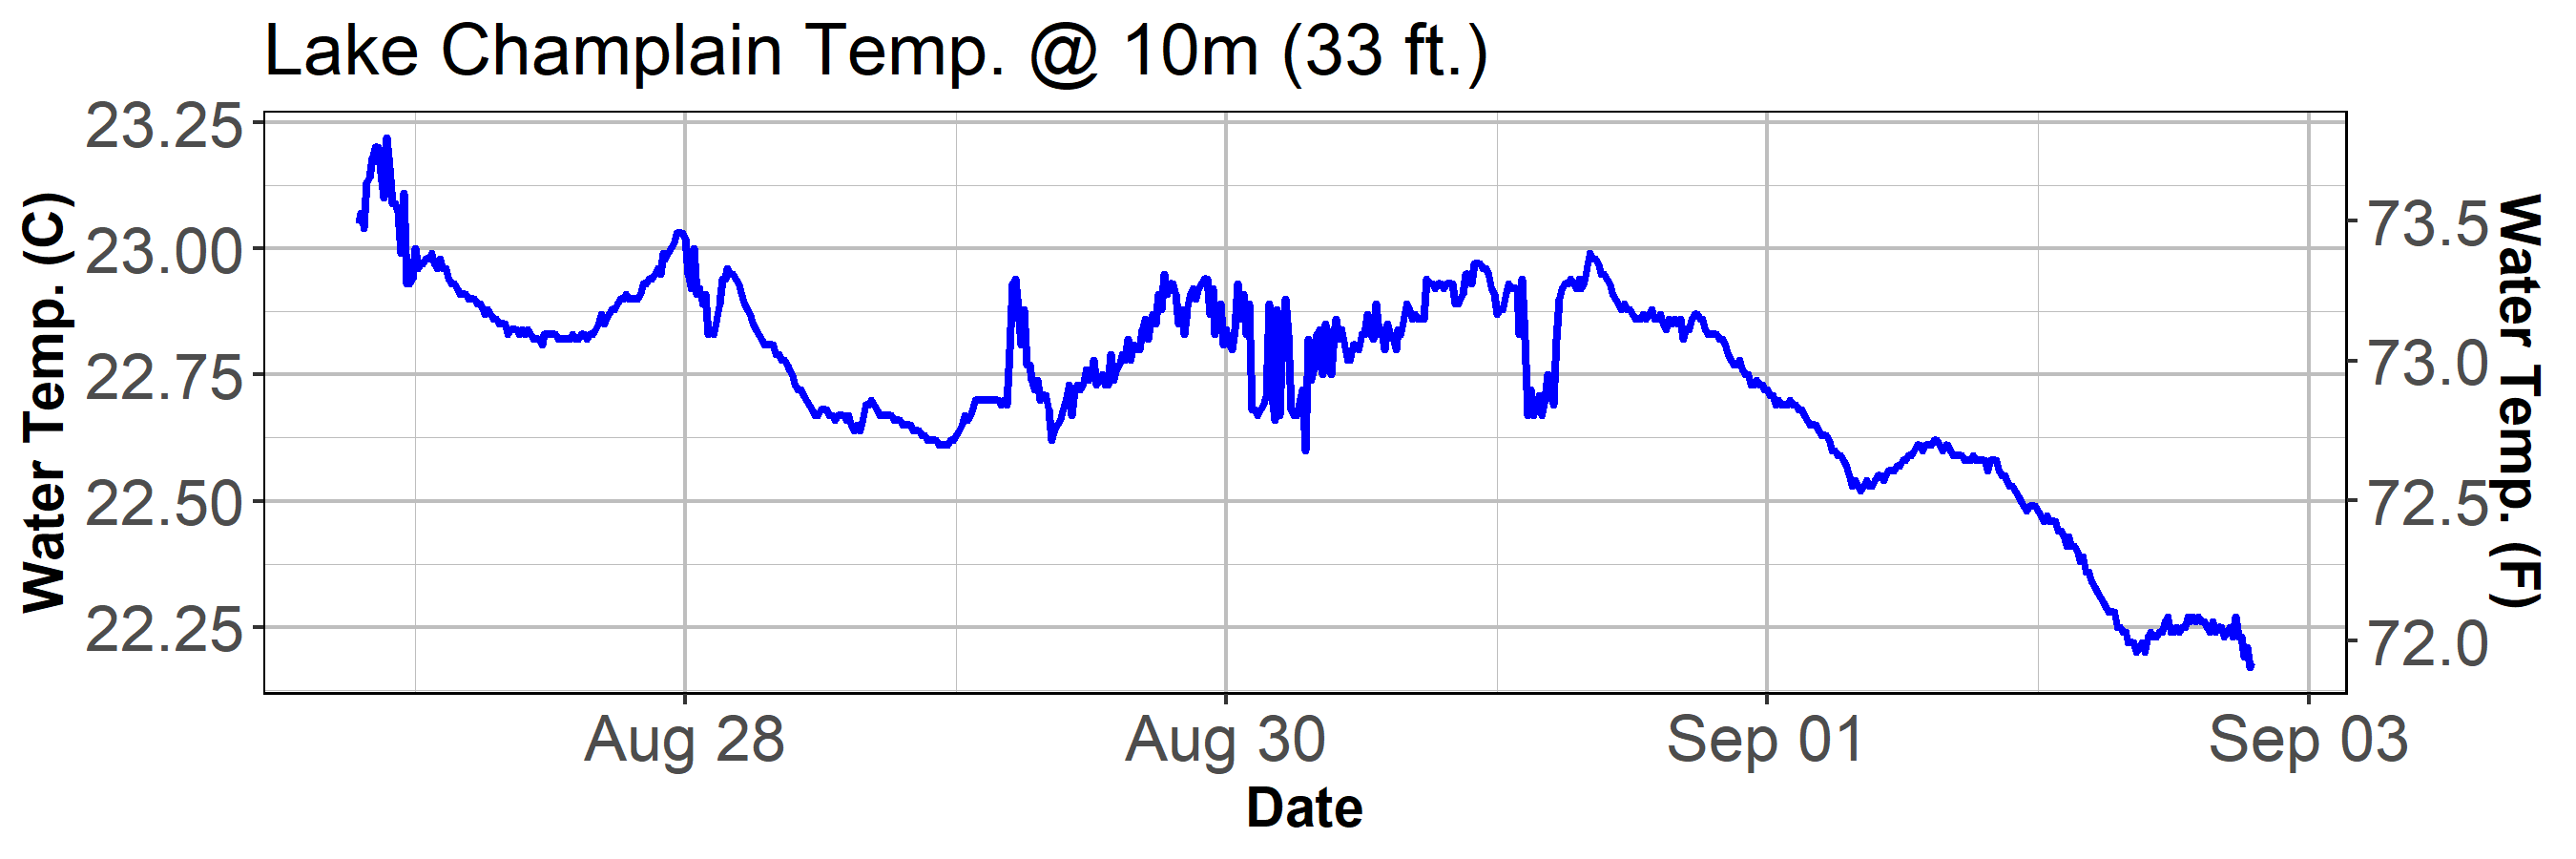 Lake Champlain Temp. @ 10m (33 ft.)
Water Temp. (C)
23.25
23.00
22.75
22.50
22.25
73.5
73.0
72.5
72.0
Water Temp. (F)
Aug 28
Aug 30
Sep 01
Sep 03
Date